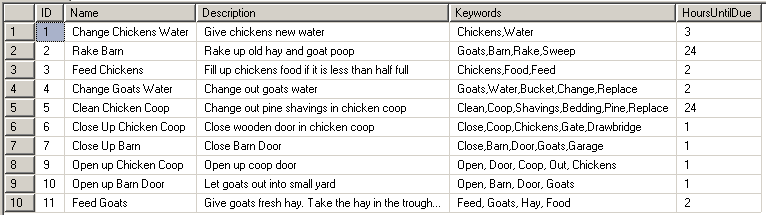 ID Name Description Keywords HoursUntilDue
1 1 Change Chickens Water Give chickens new water Chickens,Water 3
2 2 Rake Barn Rake up old hay and goat poop Goats,Barn,Rake,Sweep 24
3 3 Feed Chickens Fill up chickens food if it is less than half full Chickens,Food,Feed 2
4 4 Change Goats Water Change out goats water Goats,Water,Bucket,Change,Replace 2
5 5 Clean Chicken Coop Change out pine shavings in chicken coop Clean,Coop,Shavings,Bedding,Pine,Replace 24
6 6 Close Up Chicken Coop Close wooden door in chicken coop Close,Coop,Chickens,Gate,Drawbridge 1
7 7 Close Up Barn Close Barn Door Close,Barn,Door,Goats,Garage 1
8 9 Open up Chicken Coop Open up coop door Open, Door, Coop, Out, Chickens 1
9 10 Open up Barn Door Let goats out into small yard Open, Barn, Door, Goats 1
10 11 Feed Goats Give goats fresh hay. Take the hay in the trough... Feed, Goats, Hay, Food 2